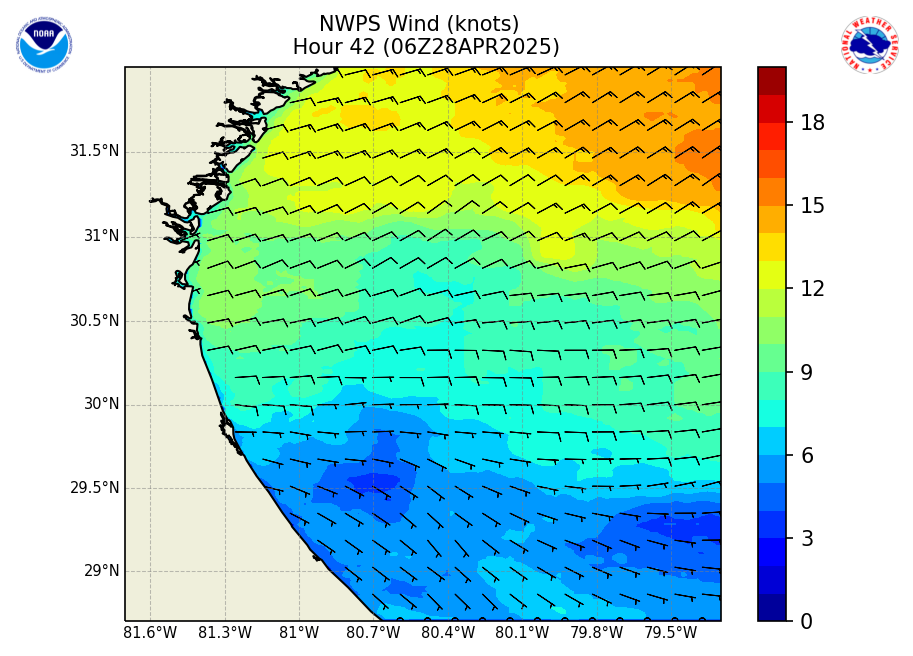 NWPS Wind (knots)
Hour 42 (06Z28APR2025)
NOAA
NATIONAL WEATHER SERVICE
31.5°N
31°N
30.5°N
30°N
29.5°N
29°N
81.6°W 81.3°W 81°W 80.7°W 80.4°W 80.1°W 79.8°W 79.5°W
18
15
12
9
6
3
0